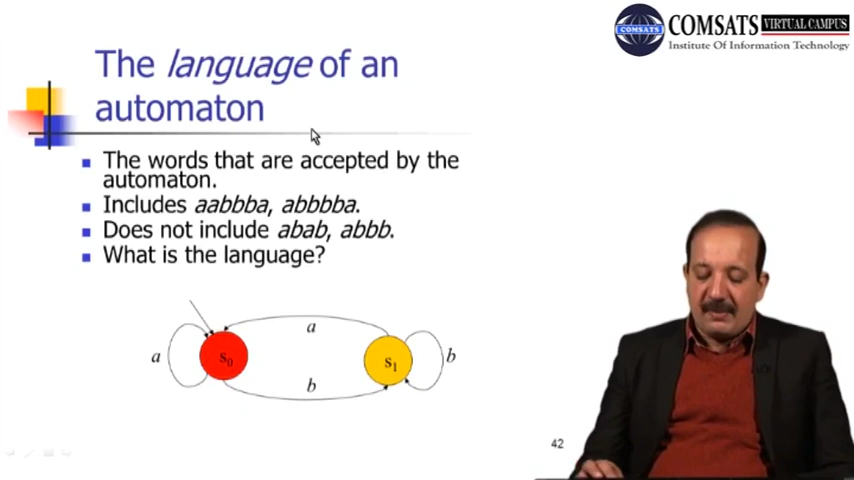 COMSATS VIRTUAL CAMPUS
COMSATS
Institute Of Information Technology
The language of an
automaton
The words that are accepted by the
automaton.
Includes aabbba, abbbba.
Does not include abab, abbb.
What is the language?
a
a s0 s1 b
b
42